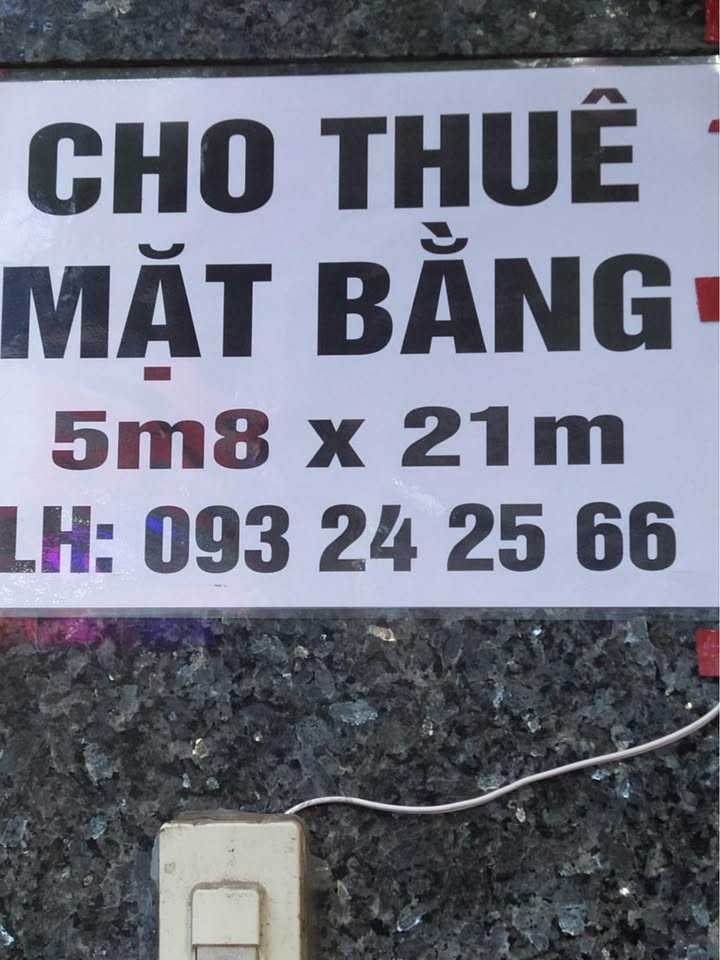 CHO THUÊ
MẶT BẰNG
5m8 x 21m
LH: 093 24 25 66